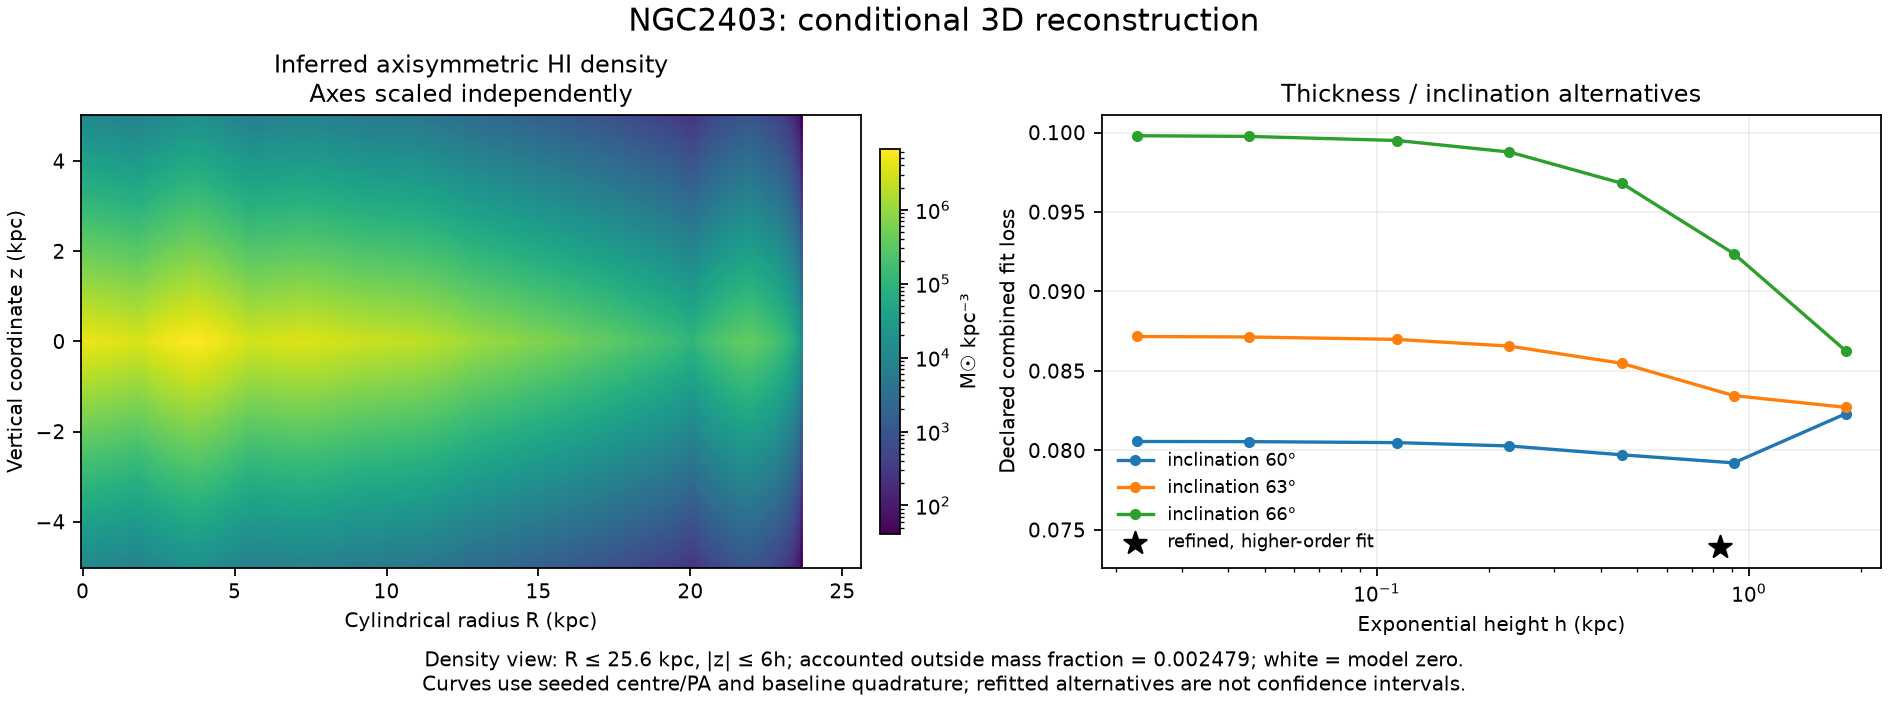 NGC2403: conditional 3D reconstruction
Inferred axisymmetric HI density
Axes scaled independently
Vertical coordinate z (kpc)
4
2
0
−2
−4
0
5
10
15
20
25
Cylindrical radius R (kpc)
10⁶
10⁵
10⁴
10³
10²
M☉ kpc⁻³
Thickness / inclination alternatives
Declared combined fit loss
0.100
0.095
0.090
0.085
0.080
0.075
inclination 60°
inclination 63°
inclination 66°
refined, higher-order fit
10⁻¹
10⁰
Exponential height h (kpc)
Density view: R ≤ 25.6 kpc, |z| ≤ 6h; accounted outside mass fraction = 0.002479; white = model zero.
Curves use seeded centre/PA and baseline quadrature; refitted alternatives are not confidence intervals.